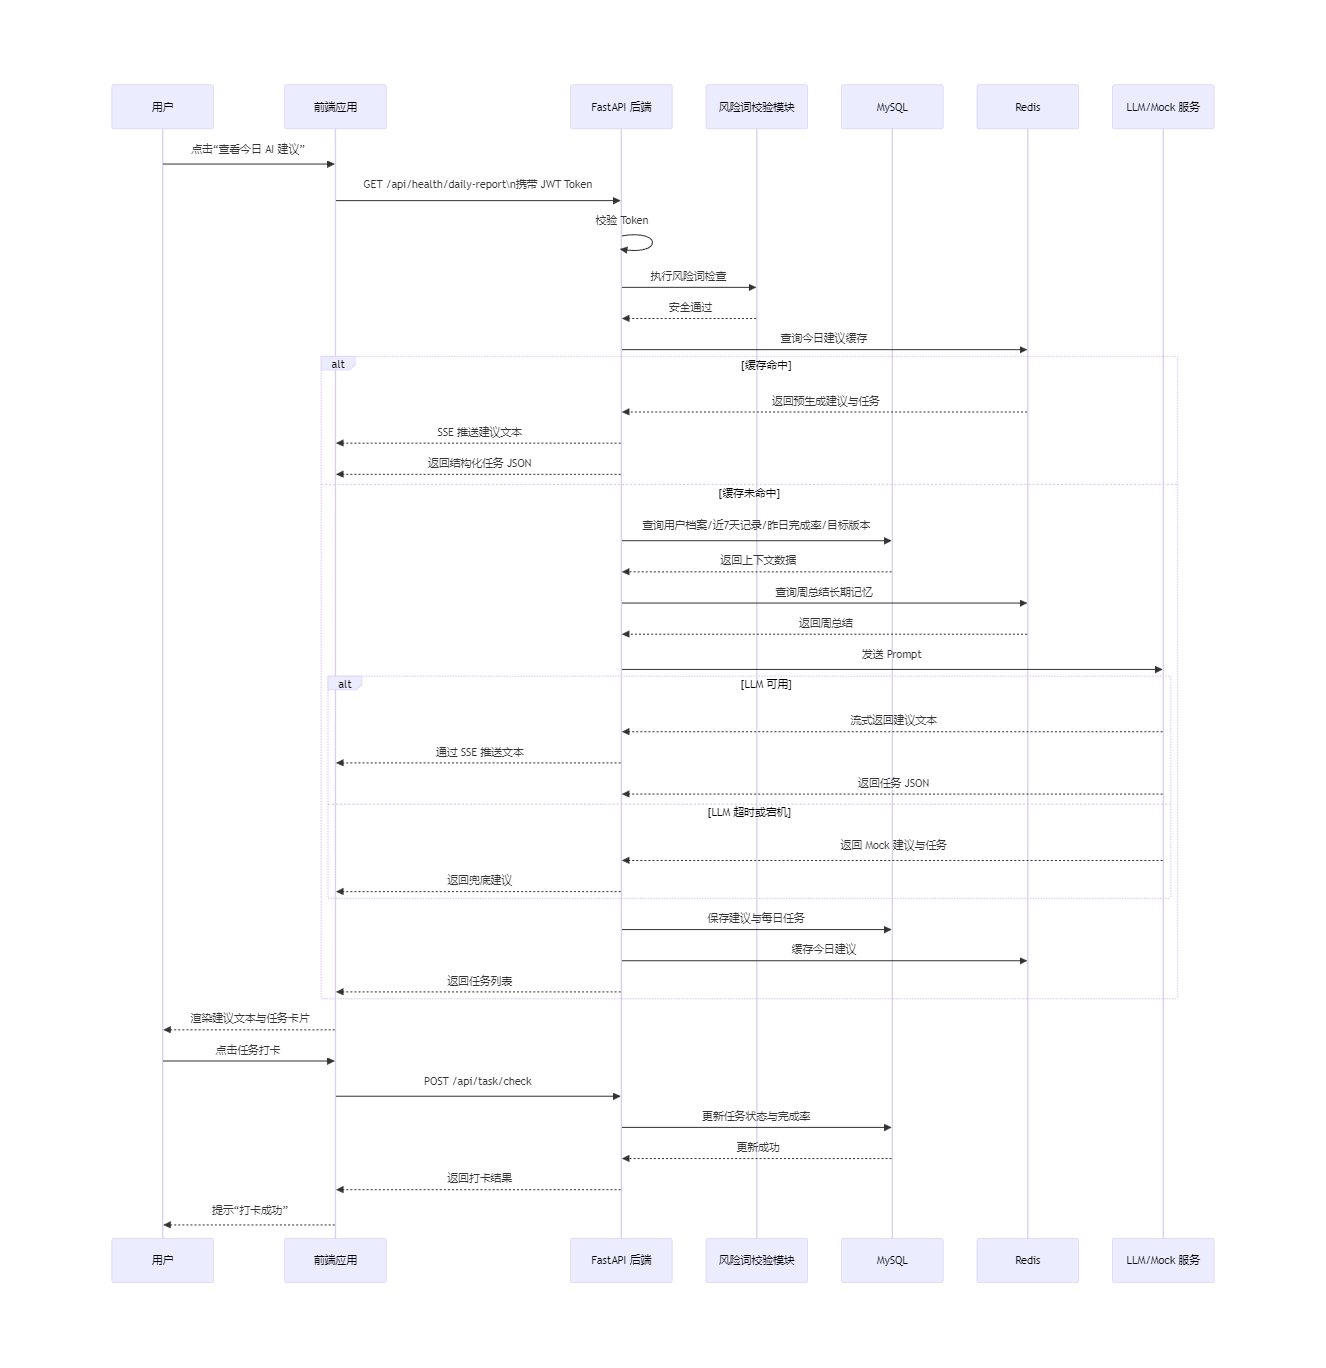 用户
前端应用
FastAPI 后端
风险词校验模块
MySQL
Redis
LLM/Mock 服务
点击“查看今日 AI 建议”
GET /api/health/daily-report\n携带 JWT Token
校验 Token
执行风险词检查
安全通过
查询今日建议缓存
alt
[缓存命中]
返回预生成建议与任务
SSE 推送建议文本
返回结构化任务 JSON
[缓存未命中]
查询用户档案/近7天记录/昨日完成率/目标版本
返回上下文数据
查询周总结长期记忆
返回周总结
发送 Prompt
alt
[LLM 可用]
流式返回建议文本
通过 SSE 推送文本
返回任务 JSON
[LLM 超时或宕机]
返回 Mock 建议与任务
返回兜底建议
保存建议与每日任务
缓存今日建议
返回任务列表
渲染建议文本与任务卡片
点击任务打卡
POST /api/task/check
更新任务状态与完成率
更新成功
返回打卡结果
提示“打卡成功”
用户
前端应用
FastAPI 后端
风险词校验模块
MySQL
Redis
LLM/Mock 服务